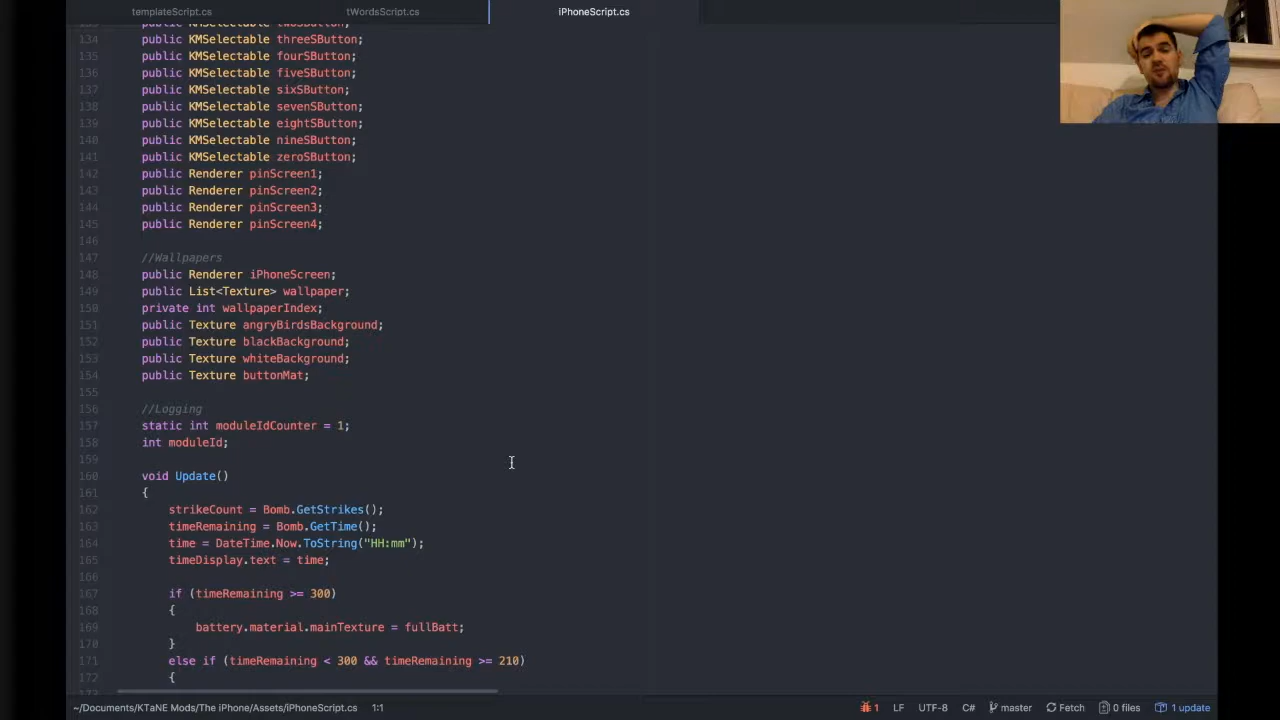 templateScript.cs tWordsScript.cs iPhoneScript.cs
133 public KMSelectable twoSButton;
134 public KMSelectable threeSButton;
135 public KMSelectable fourSButton;
136 public KMSelectable fiveSButton;
137 public KMSelectable sixSButton;
138 public KMSelectable sevenSButton;
139 public KMSelectable eightSButton;
140 public KMSelectable nineSButton;
141 public KMSelectable zeroSButton;
142 public Renderer pinScreen1;
143 public Renderer pinScreen2;
144 public Renderer pinScreen3;
145 public Renderer pinScreen4;
146
147 //Wallpapers
148 public Renderer iPhoneScreen;
149 public List<Texture> wallpaper;
150 private int wallpaperIndex;
151 public Texture angryBirdsBackground;
152 public Texture blackBackground;
153 public Texture whiteBackground;
154 public Texture buttonMat;
155
156 //Logging
157 static int moduleIdCounter = 1;
158 int moduleId;
159
160 void Update()
161 {
162 strikeCount = Bomb.GetStrikes();
163 timeRemaining = Bomb.GetTime();
164 time = DateTime.Now.ToString("HH:mm");
165 timeDisplay.text = time;
166
167 if (timeRemaining >= 300)
168 {
169 battery.material.mainTexture = fullBatt;
170 }
171 else if (timeRemaining < 300 && timeRemaining >= 210)
172 {
173
~/Documents/KTaNE Mods/The iPhone/Assets/iPhoneScript.cs 1:1 1 LF UTF-8 C# master Fetch 0 files 1 update